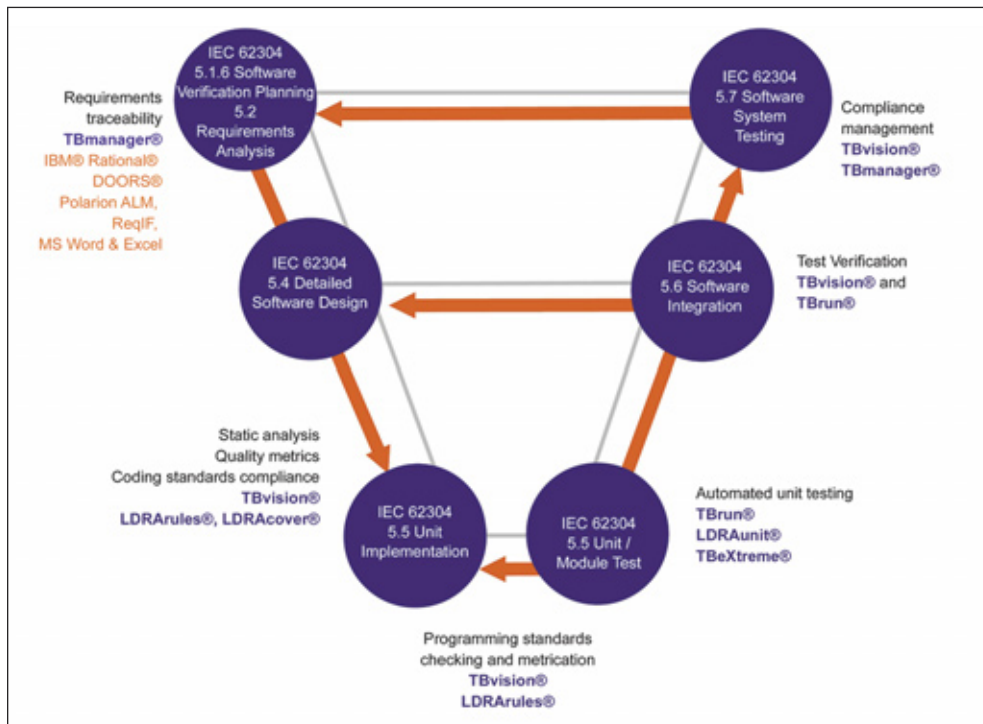 IEC 62304
5.1.6 Software
Verification Planning
5.2
Requirements
Analysis
IEC 62304
5.7 Software
System
Testing
Requirements
traceability
TBmanager®
IBM® Rational®
DOORS®
Polarion ALM,
ReqIF,
MS Word & Excel
Compliance
management
TBvision®
TBmanager®
IEC 62304
5.4 Detailed
Software Design
IEC 62304
5.6 Software
Integration
Test Verification
TBvision® and
TBrun®
Static analysis
Quality metrics
Coding standards compliance
TBvision®
LDRArules®, LDRAcover®
IEC 62304
5.5 Unit
Implementation
IEC 62304
5.5 Unit /
Module Test
Automated unit testing
TBrun®
LDRAunit®
TBeXtreme®
Programming standards
checking and metrication
TBvision®
LDRArules®